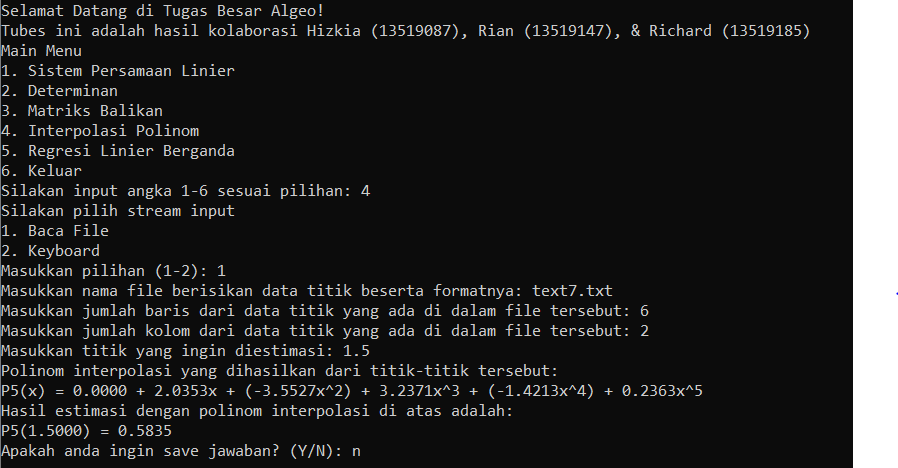 Selamat Datang di Tugas Besar Algeo!
Tubes ini adalah hasil kolaborasi Hizkia (13519087), Rian (13519147), & Richard (13519185)
Main Menu
1. Sistem Persamaan Linier
2. Determinan
3. Matriks Balikan
4. Interpolasi Polinom
5. Regresi Linier Berganda
6. Keluar
Silakan input angka 1-6 sesuai pilihan: 4
Silakan pilih stream input
1. Baca File
2. Keyboard
Masukkan pilihan (1-2): 1
Masukkan nama file berisikan data titik beserta formatnya: text7.txt
Masukkan jumlah baris dari data titik yang ada di dalam file tersebut: 6
Masukkan jumlah kolom dari data titik yang ada di dalam file tersebut: 2
Masukkan titik yang ingin diestimasi: 1.5
Polinom interpolasi yang dihasilkan dari titik-titik tersebut:
P5(x) = 0.0000 + 2.0353x + (-3.5527x^2) + 3.2371x^3 + (-1.4213x^4) + 0.2363x^5
Hasil estimasi dengan polinom interpolasi di atas adalah:
P5(1.5000) = 0.5835
Apakah anda ingin save jawaban? (Y/N): n